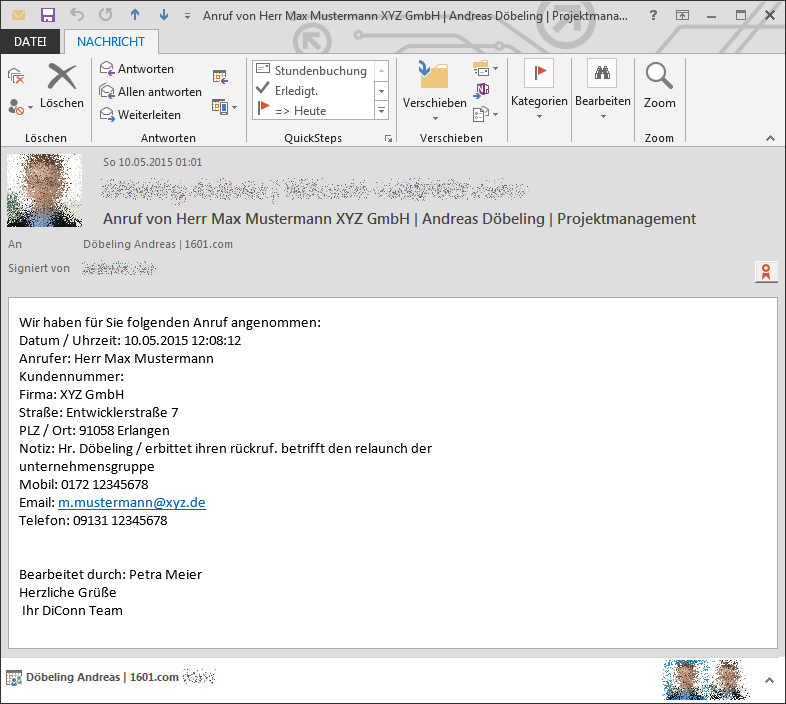 Anruf von Herr Max Mustermann XYZ GmbH | Andreas Döbeling | Projektmana...
?
DATEI
NACHRICHT
Löschen
Löschen
Antworten
Allen antworten
Weiterleiten
Antworten
Stundenbuchung
Erledigt.
=> Heute
QuickSteps
Verschieben
Verschieben
Kategorien
Bearbeiten
Zoom
Zoom
So 10.05.2015 01:01
Anruf von Herr Max Mustermann XYZ GmbH | Andreas Döbeling | Projektmanagement
An Döbeling Andreas | 1601.com
Signiert von
Wir haben für Sie folgenden Anruf angenommen:
Datum / Uhrzeit: 10.05.2015 12:08:12
Anrufer: Herr Max Mustermann
Kundennummer:
Firma: XYZ GmbH
Straße: Entwicklerstraße 7
PLZ / Ort: 91058 Erlangen
Notiz: Hr. Döbeling / erbittet ihren rückruf. betrifft den relaunch der
unternehmensgruppe
Mobil: 0172 12345678
Email: m.mustermann@xyz.de
Telefon: 09131 12345678
Bearbeitet durch: Petra Meier
Herzliche Grüße
Ihr DiConn Team
Döbeling Andreas | 1601.com